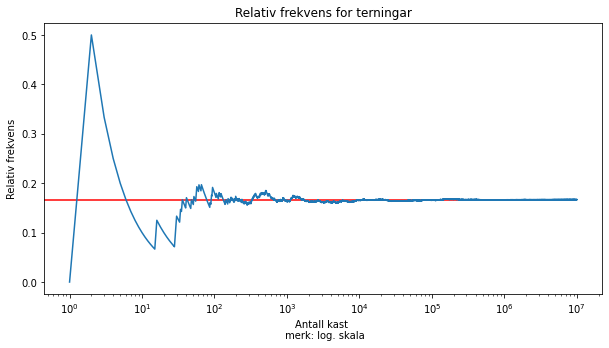 Relativ frekvens for terningar
Relativ frekvens
0.5
0.4
0.3
0.2
0.1
0.0
10⁰ 10¹ 10² 10³ 10⁴ 10⁵ 10⁶ 10⁷
Antall kast
merk: log. skala